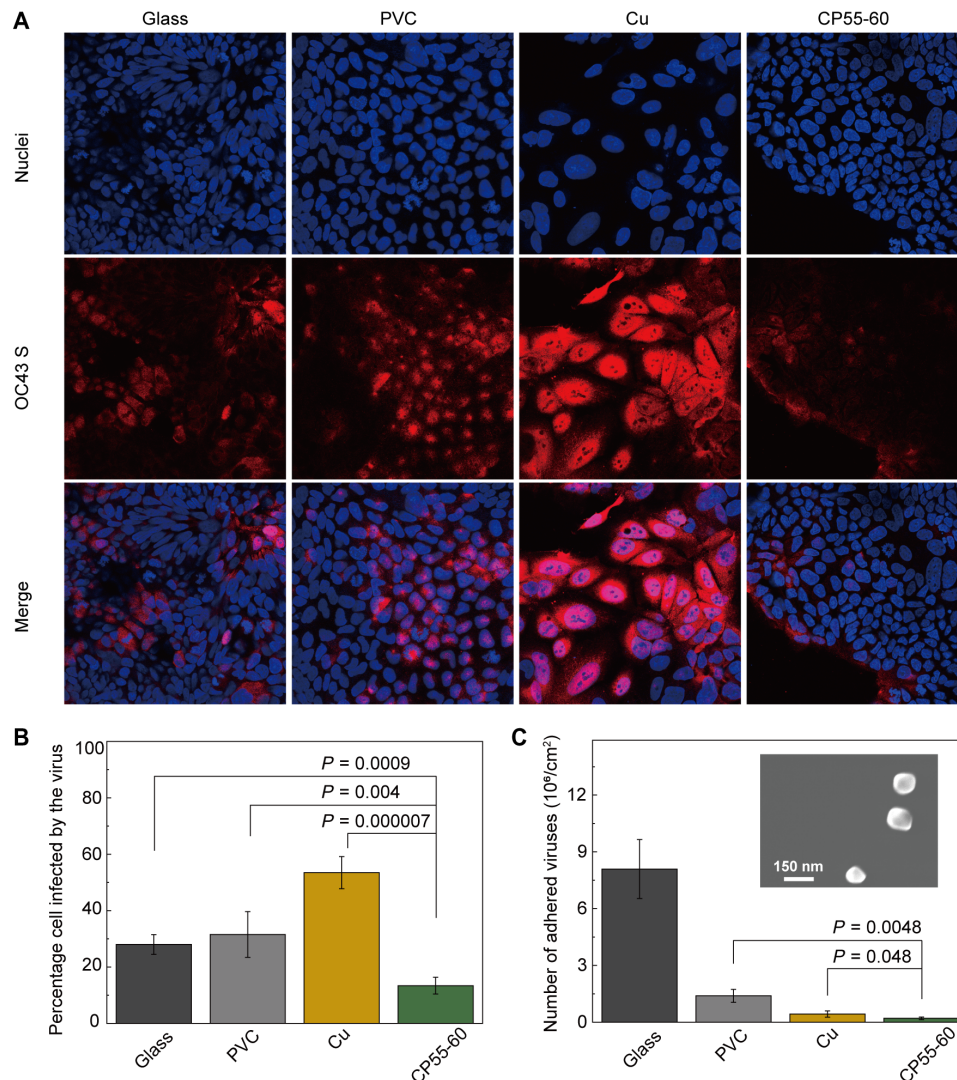 A
Glass PVC Cu CP55-60
Nuclei
OC43 S
Merge
B
Percentage cell infected by the virus
100
80
60
40
20
0
P = 0.0009
P = 0.004
P = 0.000007
Glass PVC Cu CP55-60
C
Number of adhered viruses (10⁶/cm²)
12
9
6
3
0
150 nm
P = 0.0048
P = 0.048
Glass PVC Cu CP55-60